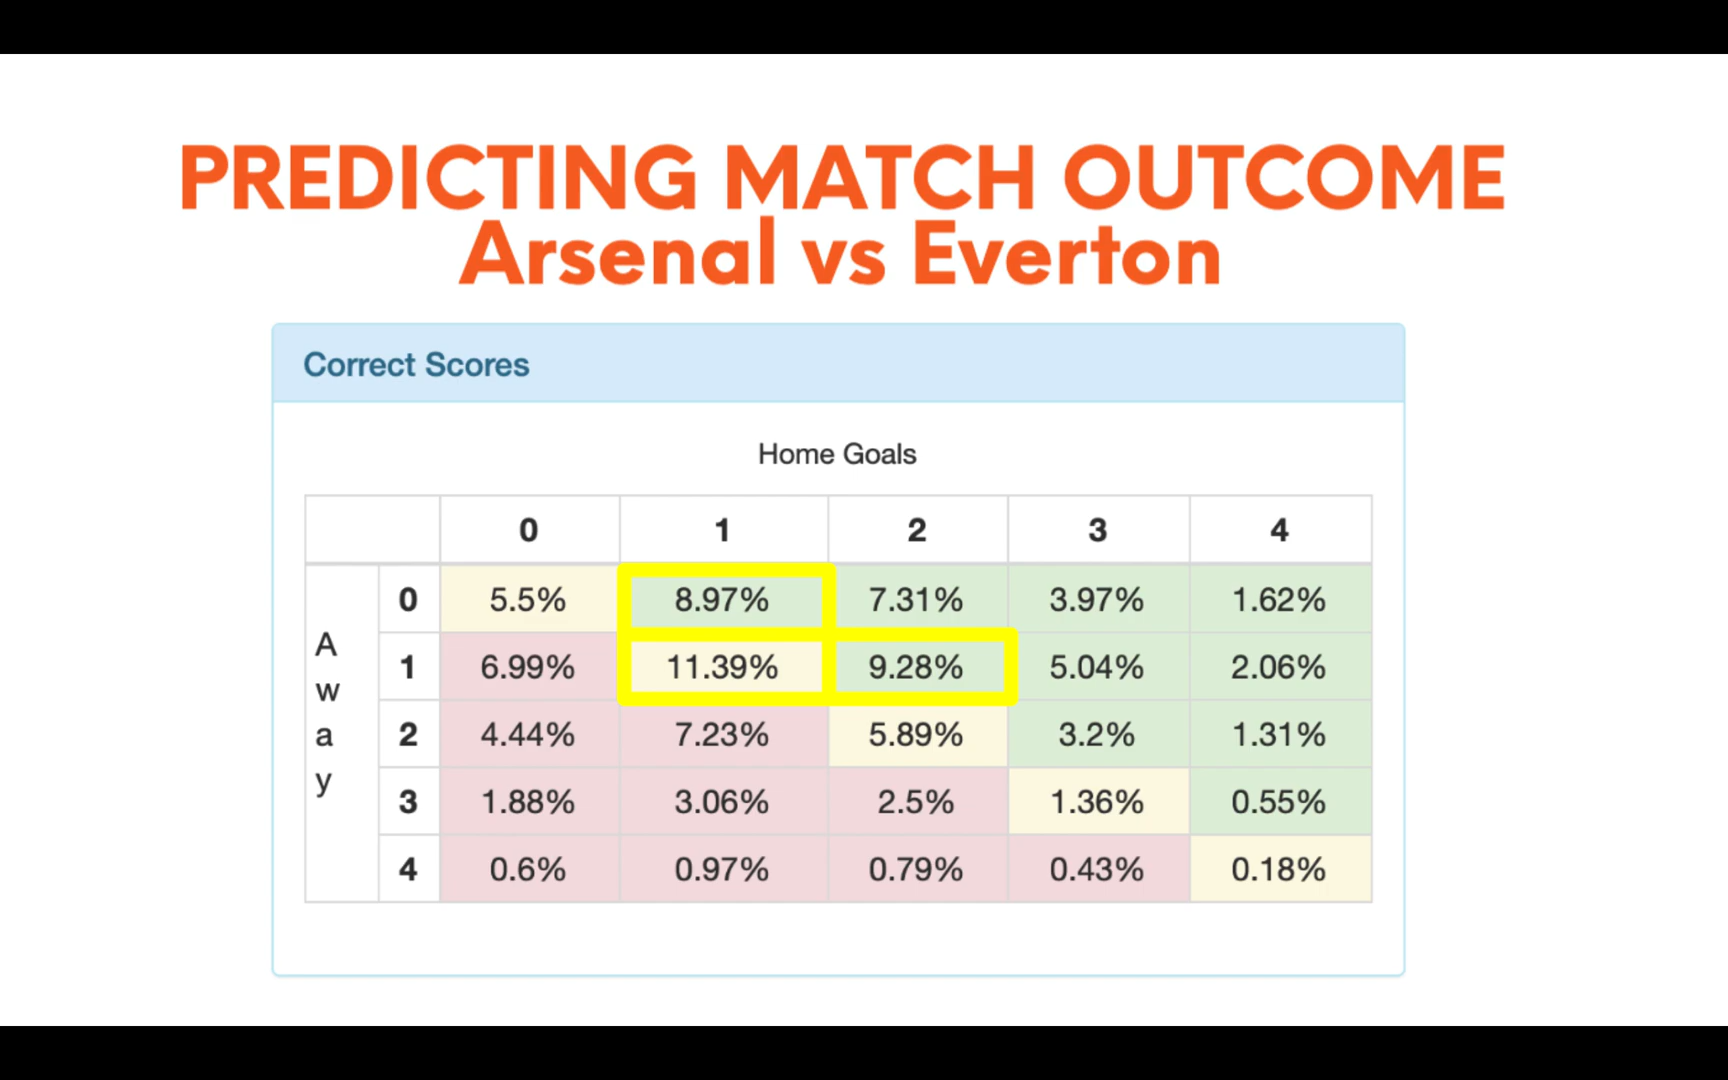 PREDICTING MATCH OUTCOME
Arsenal vs Everton
Correct Scores
Home Goals
0 1 2 3 4
Away
0 5.5% 8.97% 7.31% 3.97% 1.62%
1 6.99% 11.39% 9.28% 5.04% 2.06%
2 4.44% 7.23% 5.89% 3.2% 1.31%
3 1.88% 3.06% 2.5% 1.36% 0.55%
4 0.6% 0.97% 0.79% 0.43% 0.18%